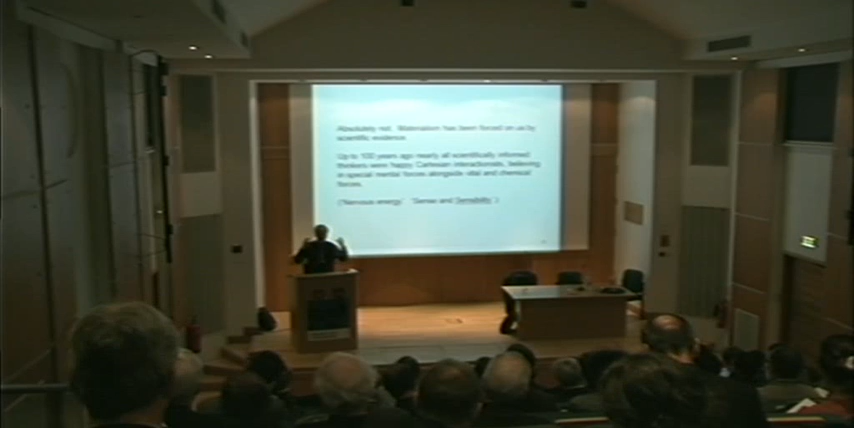 Absolutely not. Materialism has been forced on us by
scientific evidence.
Up to 100 years ago nearly all scientifically informed
thinkers were happy Cartesian interactionists, believing
in special mental forces alongside vital and chemical
forces.
('Nervous energy' 'Sense and Sensibility'.)